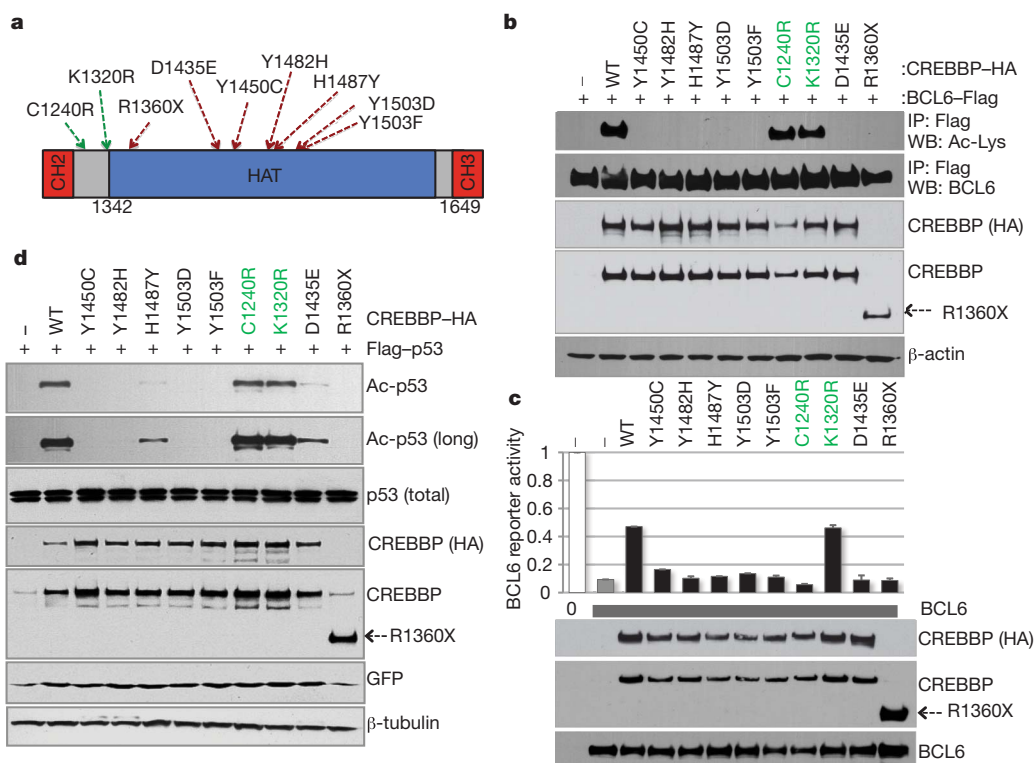 a
K1320R
C1240R
R1360X
D1435E
Y1450C
Y1482H
H1487Y
Y1503D
Y1503F
CH2
HAT
CH3
1342
1649
b
– WT Y1450C Y1482H H1487Y Y1503D Y1503F C1240R K1320R D1435E R1360X
:CREBBP–HA
+ + + + + + + + + + + :BCL6–Flag
IP: Flag
WB: Ac-Lys
IP: Flag
WB: BCL6
CREBBP (HA)
CREBBP
R1360X
β-actin
c
– – WT Y1450C Y1482H H1487Y Y1503D Y1503F C1240R K1320R D1435E R1360X
BCL6 reporter activity
1
0.8
0.6
0.4
0.2
0
0
BCL6
CREBBP (HA)
CREBBP
R1360X
BCL6
d
– WT Y1450C Y1482H H1487Y Y1503D Y1503F C1240R K1320R D1435E R1360X
CREBBP–HA
+ + + + + + + + + + + Flag–p53
Ac-p53
Ac-p53 (long)
p53 (total)
CREBBP (HA)
CREBBP
R1360X
GFP
β-tubulin